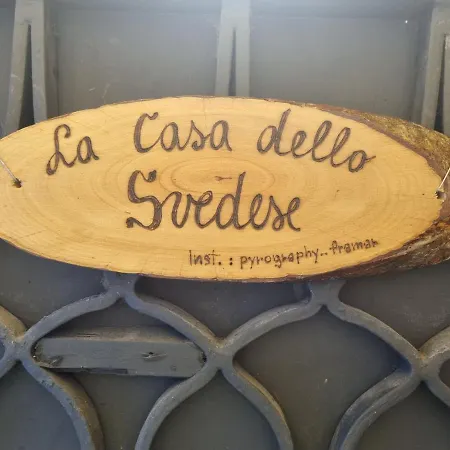 La Casa dello
Svedese
Inst.: pyrography..framar